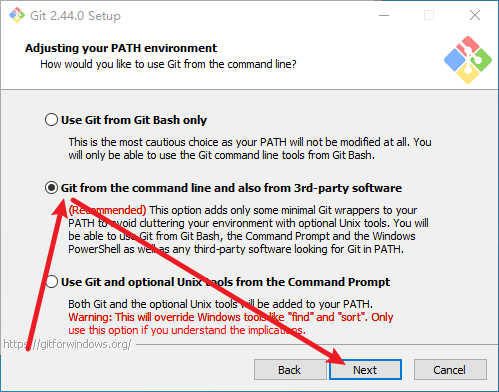 Git 2.44.0 Setup
Adjusting your PATH environment
How would you like to use Git from the command line?
Use Git from Git Bash only
This is the most cautious choice as your PATH will not be modified at all. You
will only be able to use the Git command line tools from Git Bash.
Git from the command line and also from 3rd-party software
(Recommended) This option adds only some minimal Git wrappers to your
PATH to avoid cluttering your environment with optional Unix tools. You will
be able to use Git from Git Bash, the Command Prompt and the Windows
PowerShell as well as any third-party software looking for Git in PATH.
Use Git and optional Unix tools from the Command Prompt
Both Git and the optional Unix tools will be added to your PATH.
Warning: This will override Windows tools like "find" and "sort". Only
use this option if you understand the implications.
https://gitforwindows.org/
Back
Next
Cancel